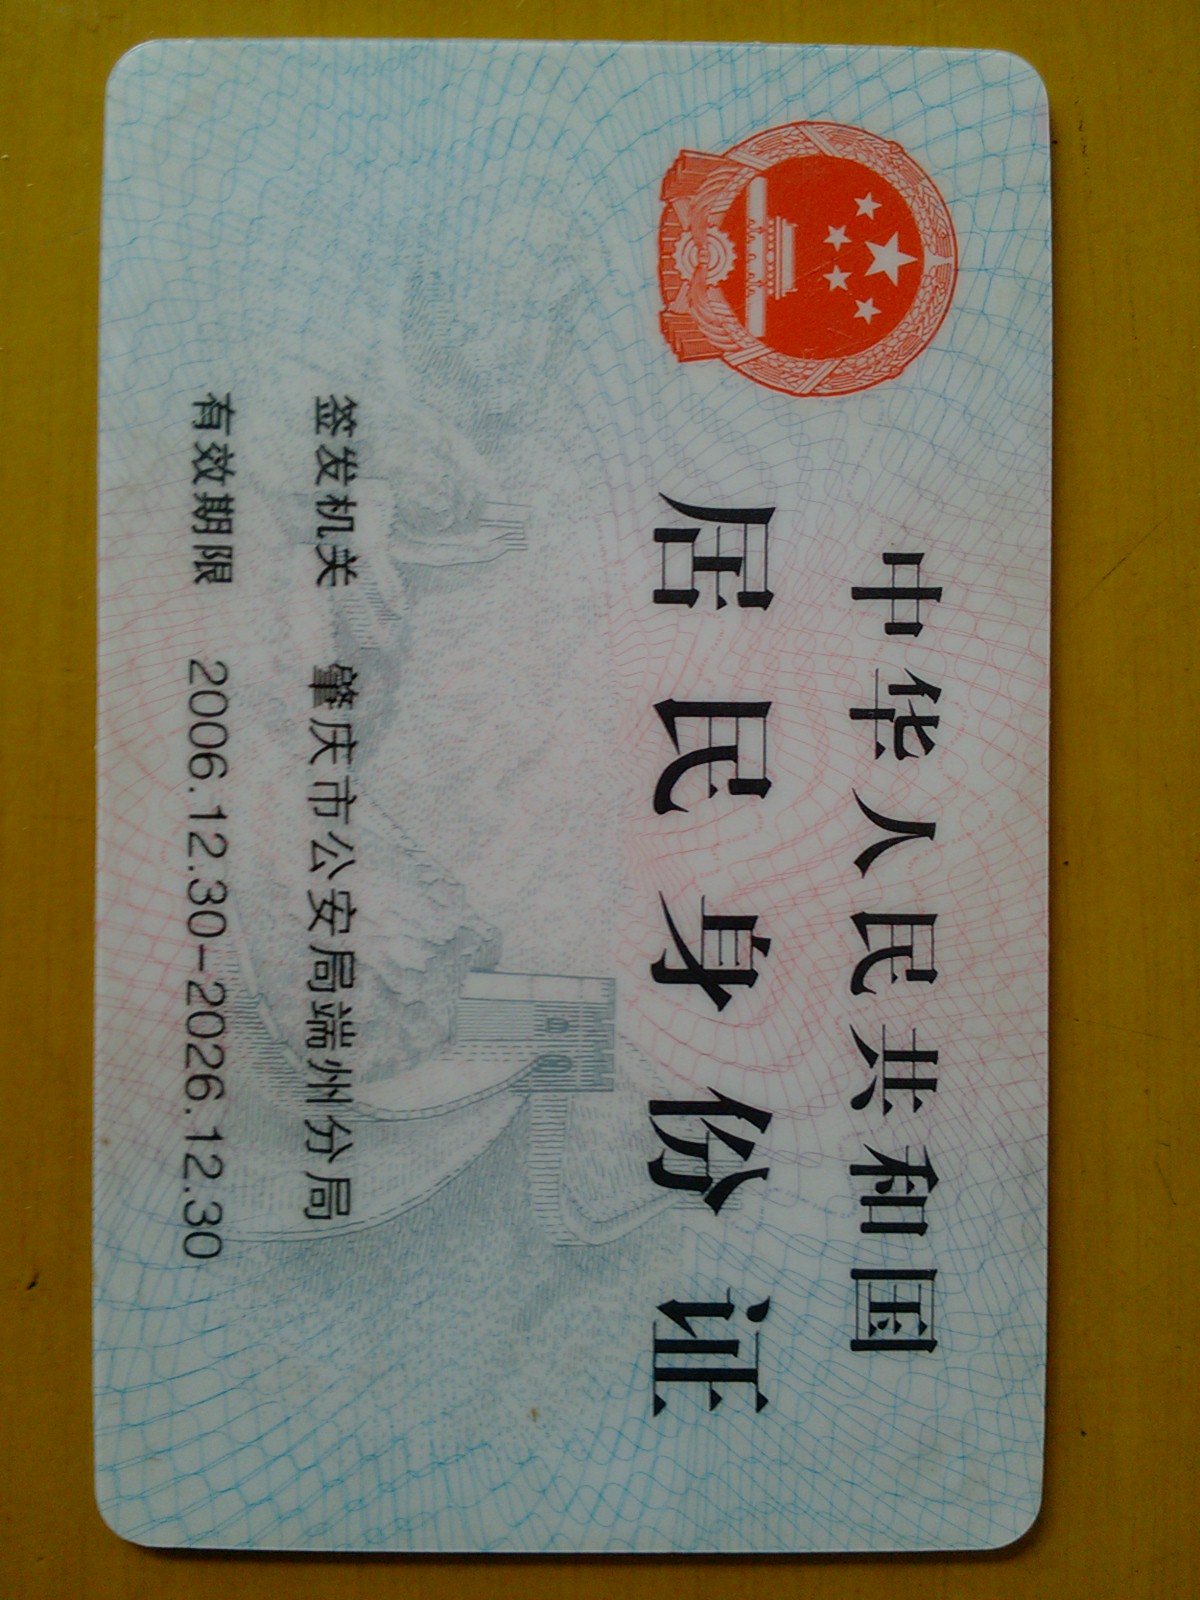 中华人民共和国
居民身份证
签发机关 肇庆市公安局端州分局
有效期限 2006.12.30-2026.12.30